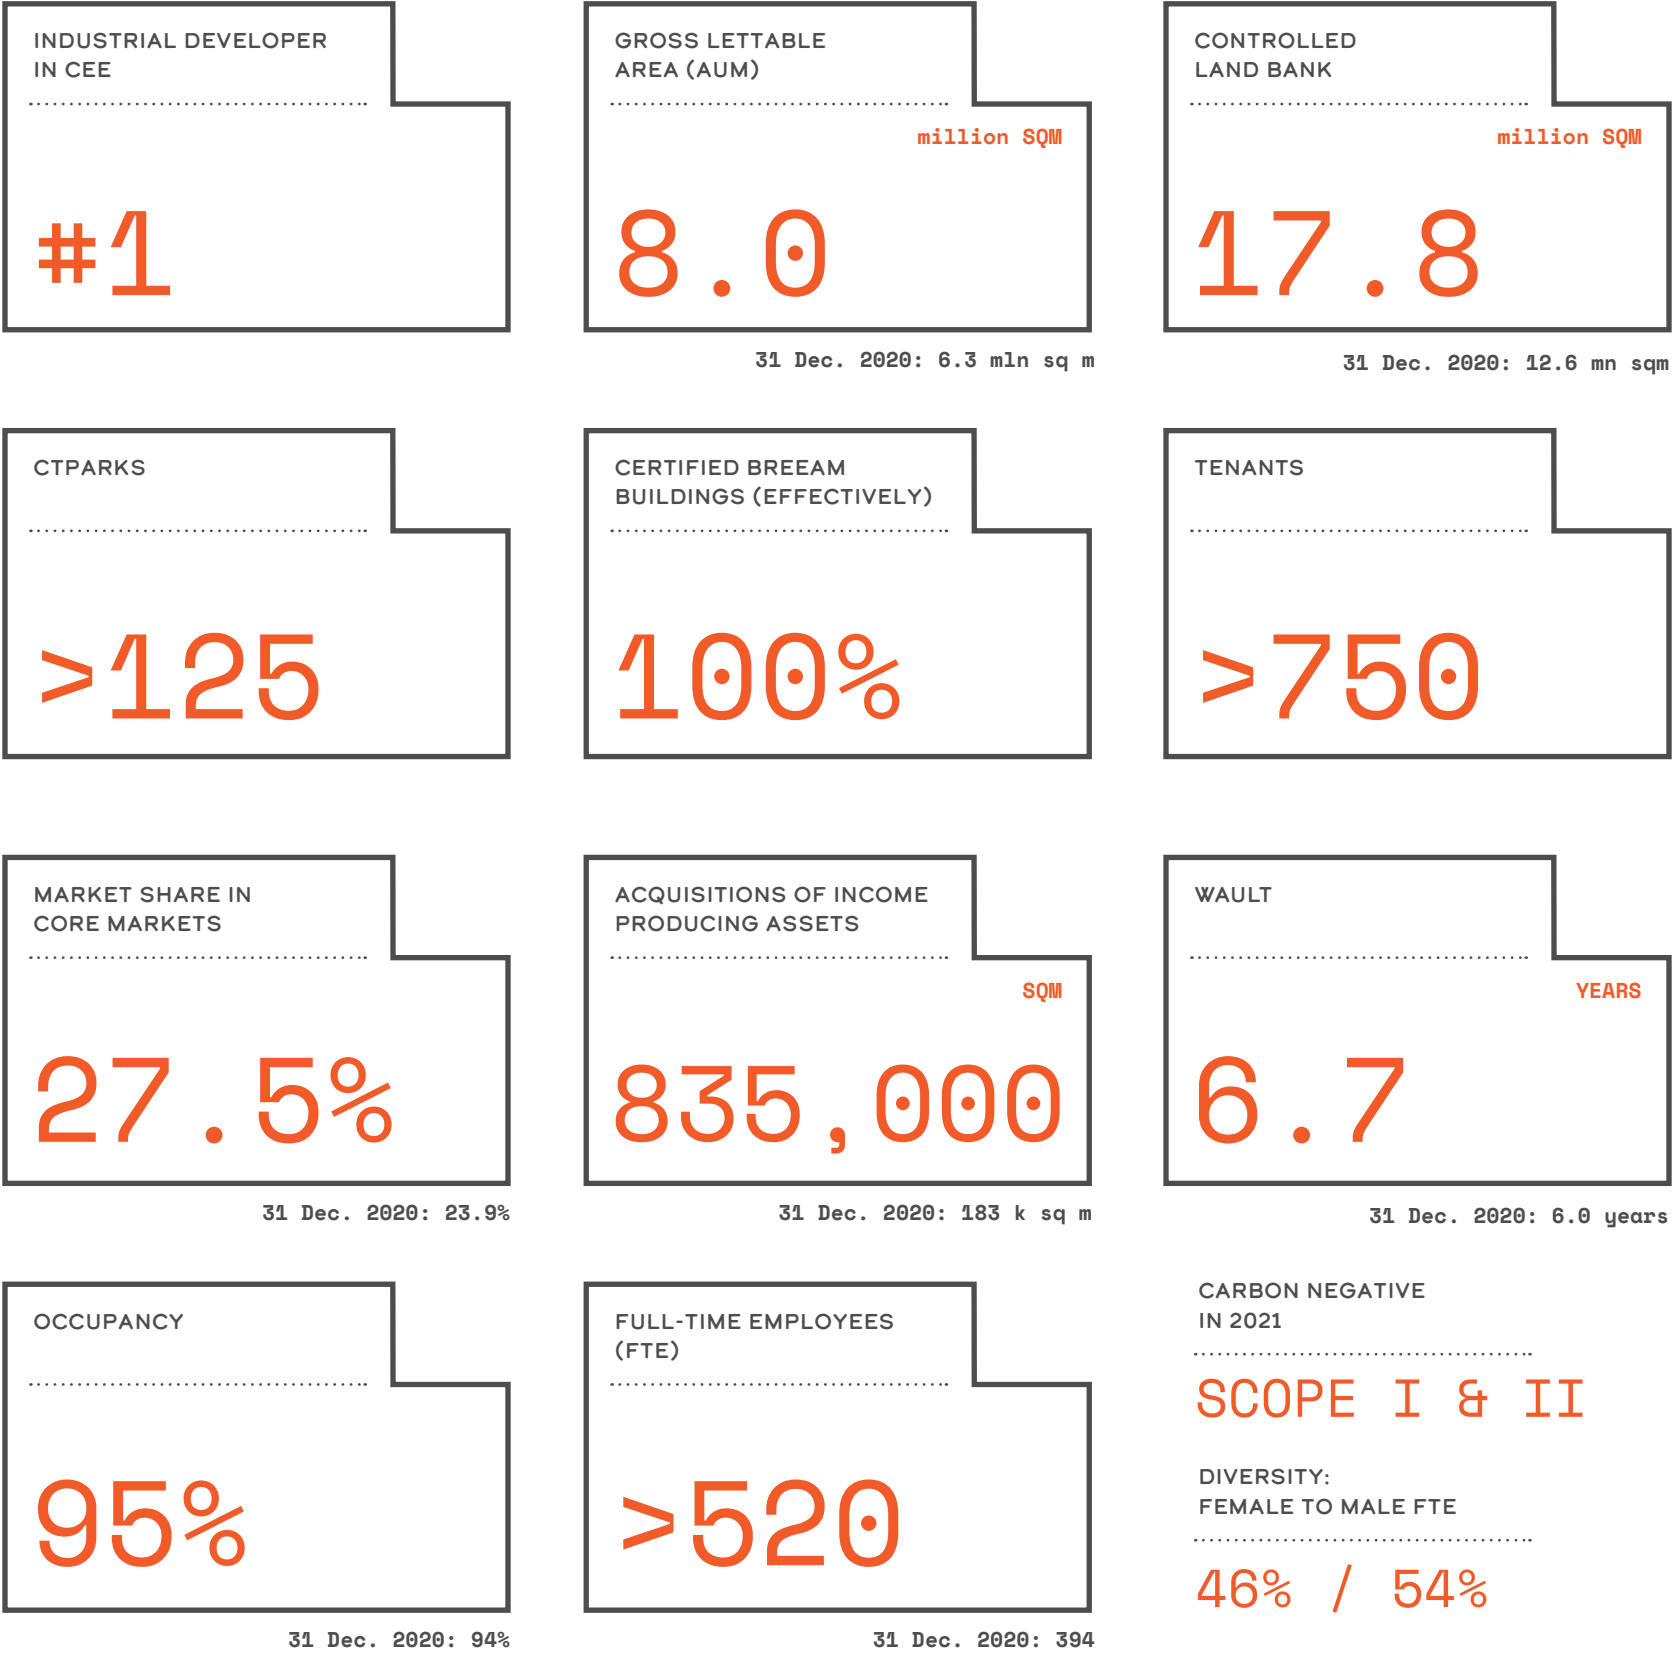 INDUSTRIAL DEVELOPER
IN CEE
#1
GROSS LETTABLE
AREA (AUM)
million SQM
8.0
31 Dec. 2020: 6.3 mln sq m
CONTROLLED
LAND BANK
million SQM
17.8
31 Dec. 2020: 12.6 mn sqm
CTPARKS
>125
CERTIFIED BREEAM
BUILDINGS (EFFECTIVELY)
100%
TENANTS
>750
MARKET SHARE IN
CORE MARKETS
27.5%
31 Dec. 2020: 23.9%
ACQUISITIONS OF INCOME
PRODUCING ASSETS
SQM
835,000
31 Dec. 2020: 183 k sq m
WAULT
YEARS
6.7
31 Dec. 2020: 6.0 years
OCCUPANCY
95%
31 Dec. 2020: 94%
FULL-TIME EMPLOYEES
(FTE)
>520
31 Dec. 2020: 394
CARBON NEGATIVE
IN 2021
SCOPE I & II
DIVERSITY:
FEMALE TO MALE FTE
46% / 54%